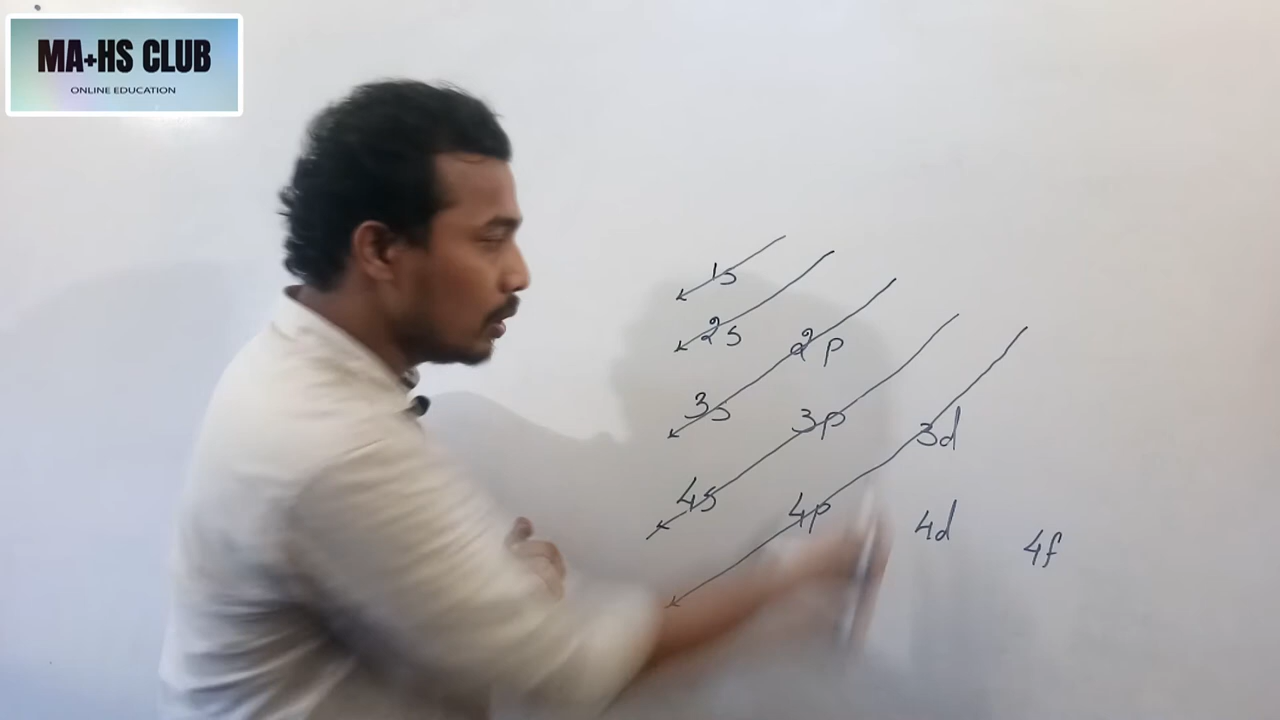 MA+HS CLUB
ONLINE EDUCATION
1s
2s 2p
3s 3p 3d
4s 4p 4d 4f